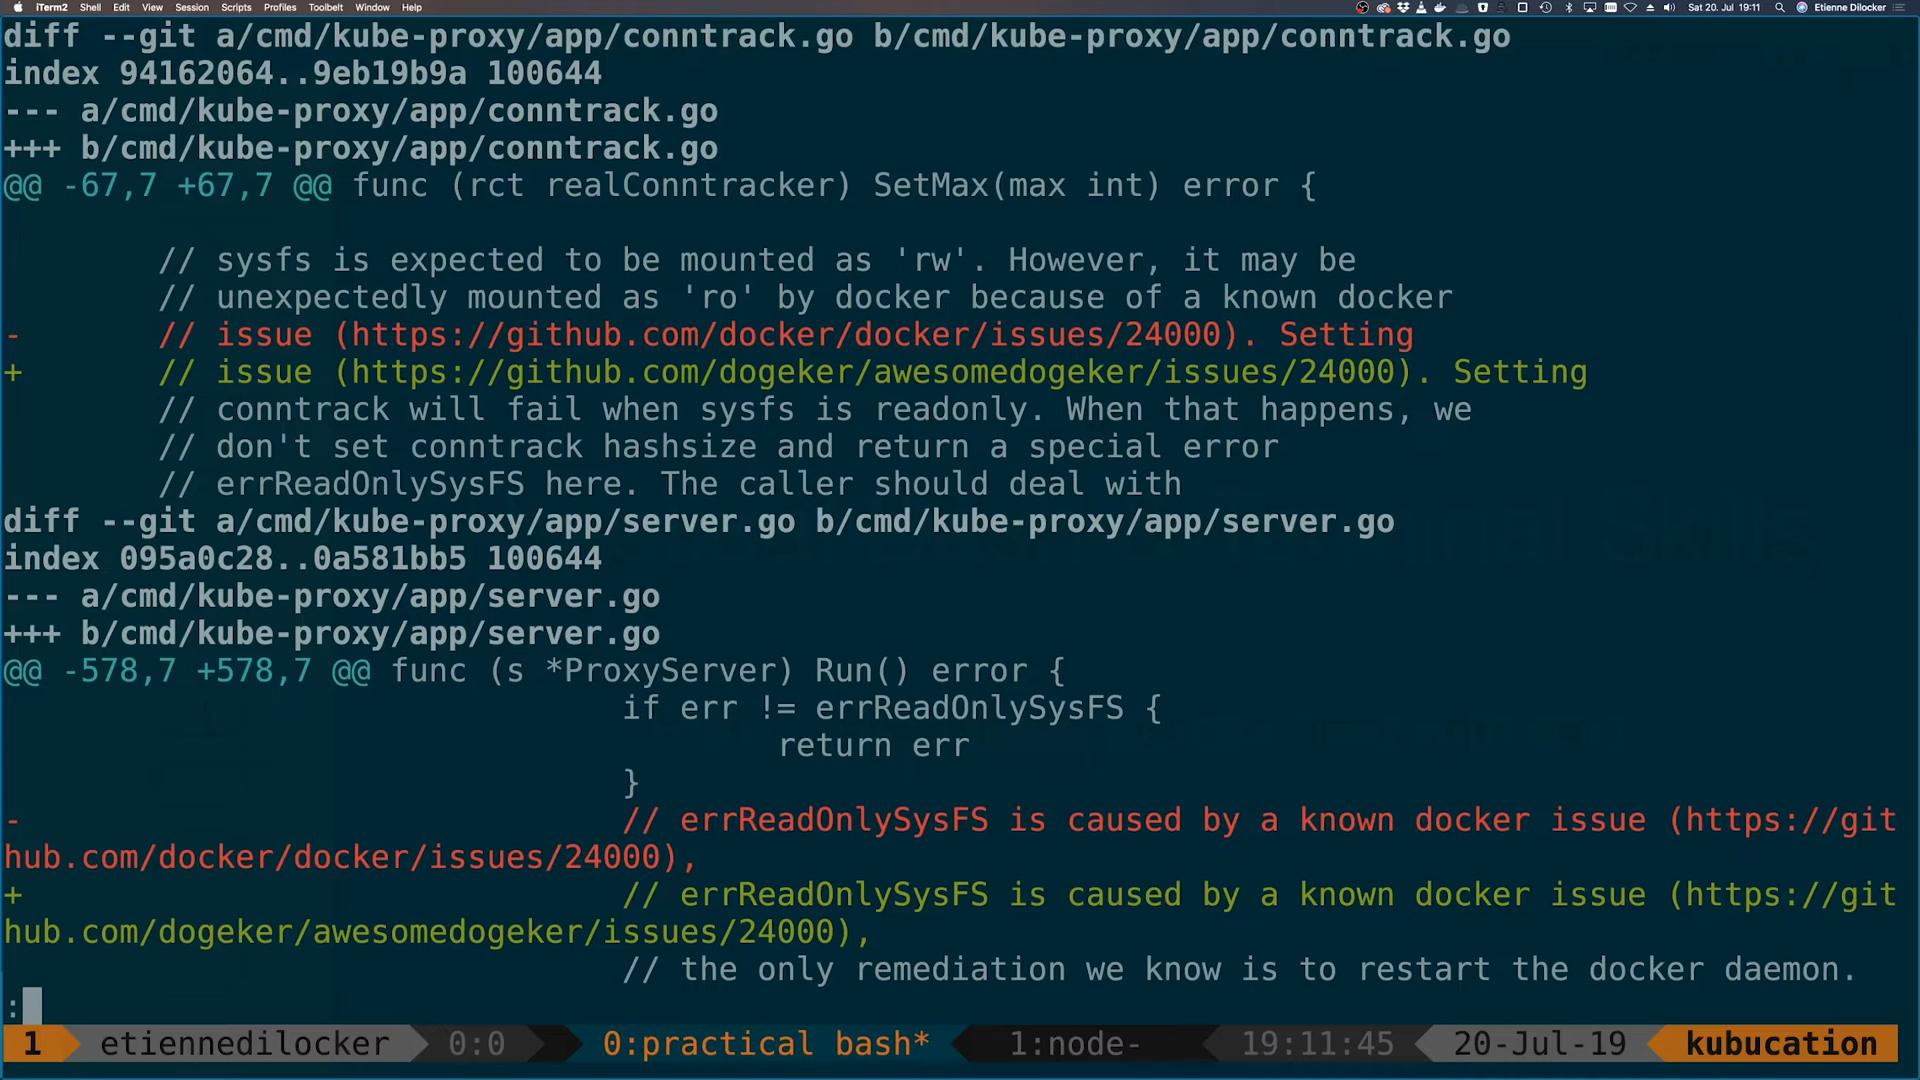 iTerm2 Shell Edit View Session Scripts Profiles Toolbelt Window Help Sat 20. Jul 19:11 Etienne Dilocker
diff --git a/cmd/kube-proxy/app/conntrack.go b/cmd/kube-proxy/app/conntrack.go
index 94162064..9eb19b9a 100644
--- a/cmd/kube-proxy/app/conntrack.go
+++ b/cmd/kube-proxy/app/conntrack.go
@@ -67,7 +67,7 @@ func (rct realConntracker) SetMax(max int) error {
// sysfs is expected to be mounted as 'rw'. However, it may be
// unexpectedly mounted as 'ro' by docker because of a known docker
- // issue (https://github.com/docker/docker/issues/24000). Setting
+ // issue (https://github.com/dogeker/awesomedogeker/issues/24000). Setting
// conntrack will fail when sysfs is readonly. When that happens, we
// don't set conntrack hashsize and return a special error
// errReadOnlySysFS here. The caller should deal with
diff --git a/cmd/kube-proxy/app/server.go b/cmd/kube-proxy/app/server.go
index 095a0c28..0a581bb5 100644
--- a/cmd/kube-proxy/app/server.go
+++ b/cmd/kube-proxy/app/server.go
@@ -578,7 +578,7 @@ func (s *ProxyServer) Run() error {
if err != errReadOnlySysFS {
return err
}
- // errReadOnlySysFS is caused by a known docker issue (https://git
hub.com/docker/docker/issues/24000),
+ // errReadOnlySysFS is caused by a known docker issue (https://git
hub.com/dogeker/awesomedogeker/issues/24000),
// the only remediation we know is to restart the docker daemon.
:
1 etiennedilocker 0:0 0:practical bash* 1:node- 19:11:45 20-Jul-19 kubucation